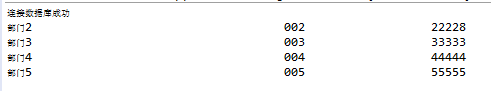 连接数据库成功
部门2 002 22228
部门3 003 33333
部门4 004 44444
部门5 005 55555